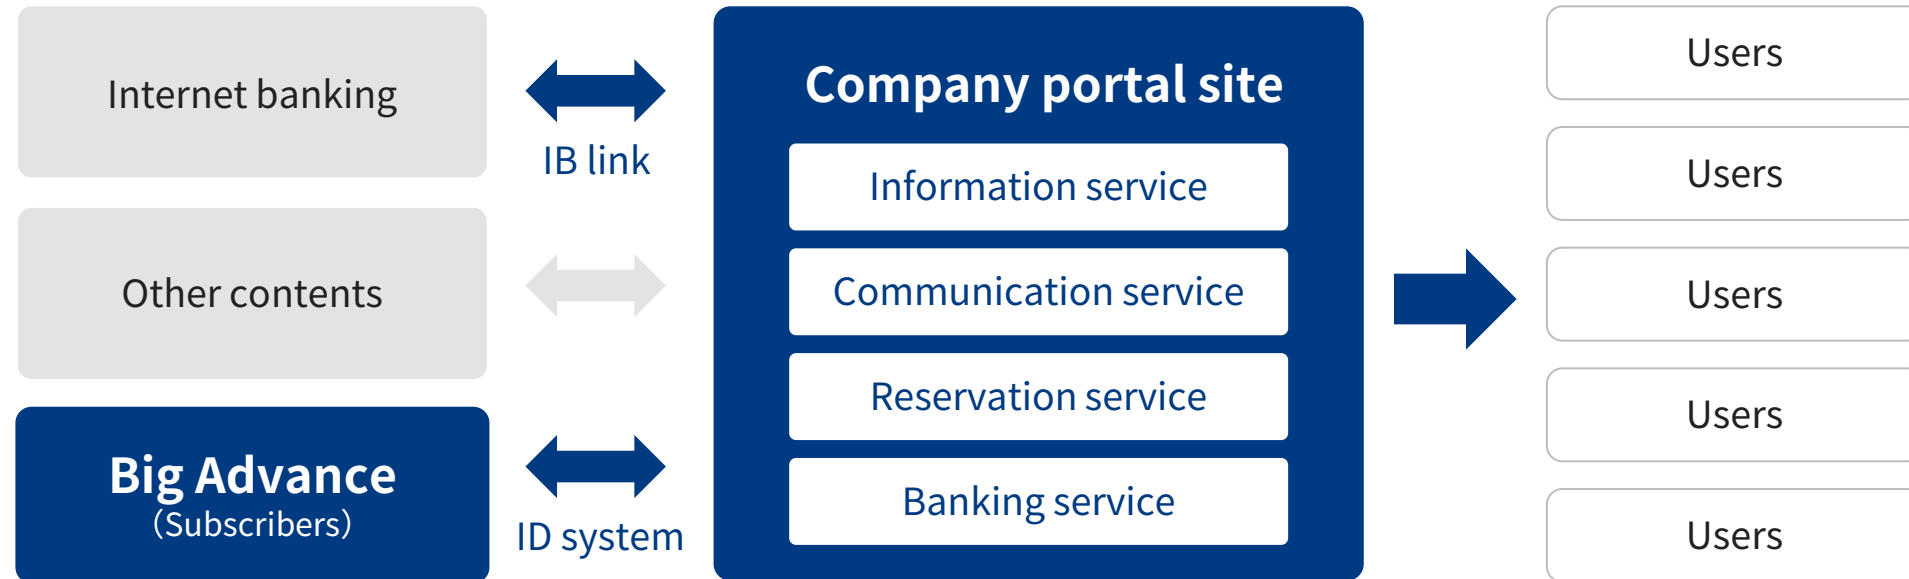 Internet banking
IB link
Other contents
Big Advance
（Subscribers）
ID system
Company portal site
Information service
Communication service
Reservation service
Banking service
Users
Users
Users
Users
Users